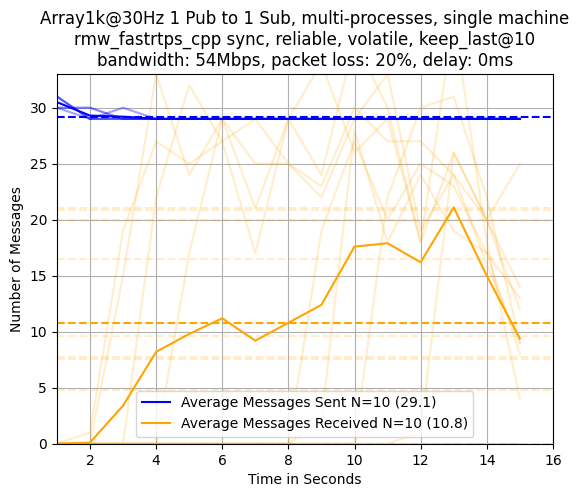 Array1k@30Hz 1 Pub to 1 Sub, multi-processes, single machine
rmw_fastrtps_cpp sync, reliable, volatile, keep_last@10
bandwidth: 54Mbps, packet loss: 20%, delay: 0ms
Number of Messages
30
25
20
15
10
5
0
Average Messages Sent N=10 (29.1)
Average Messages Received N=10 (10.8)
2 4 6 8 10 12 14 16
Time in Seconds